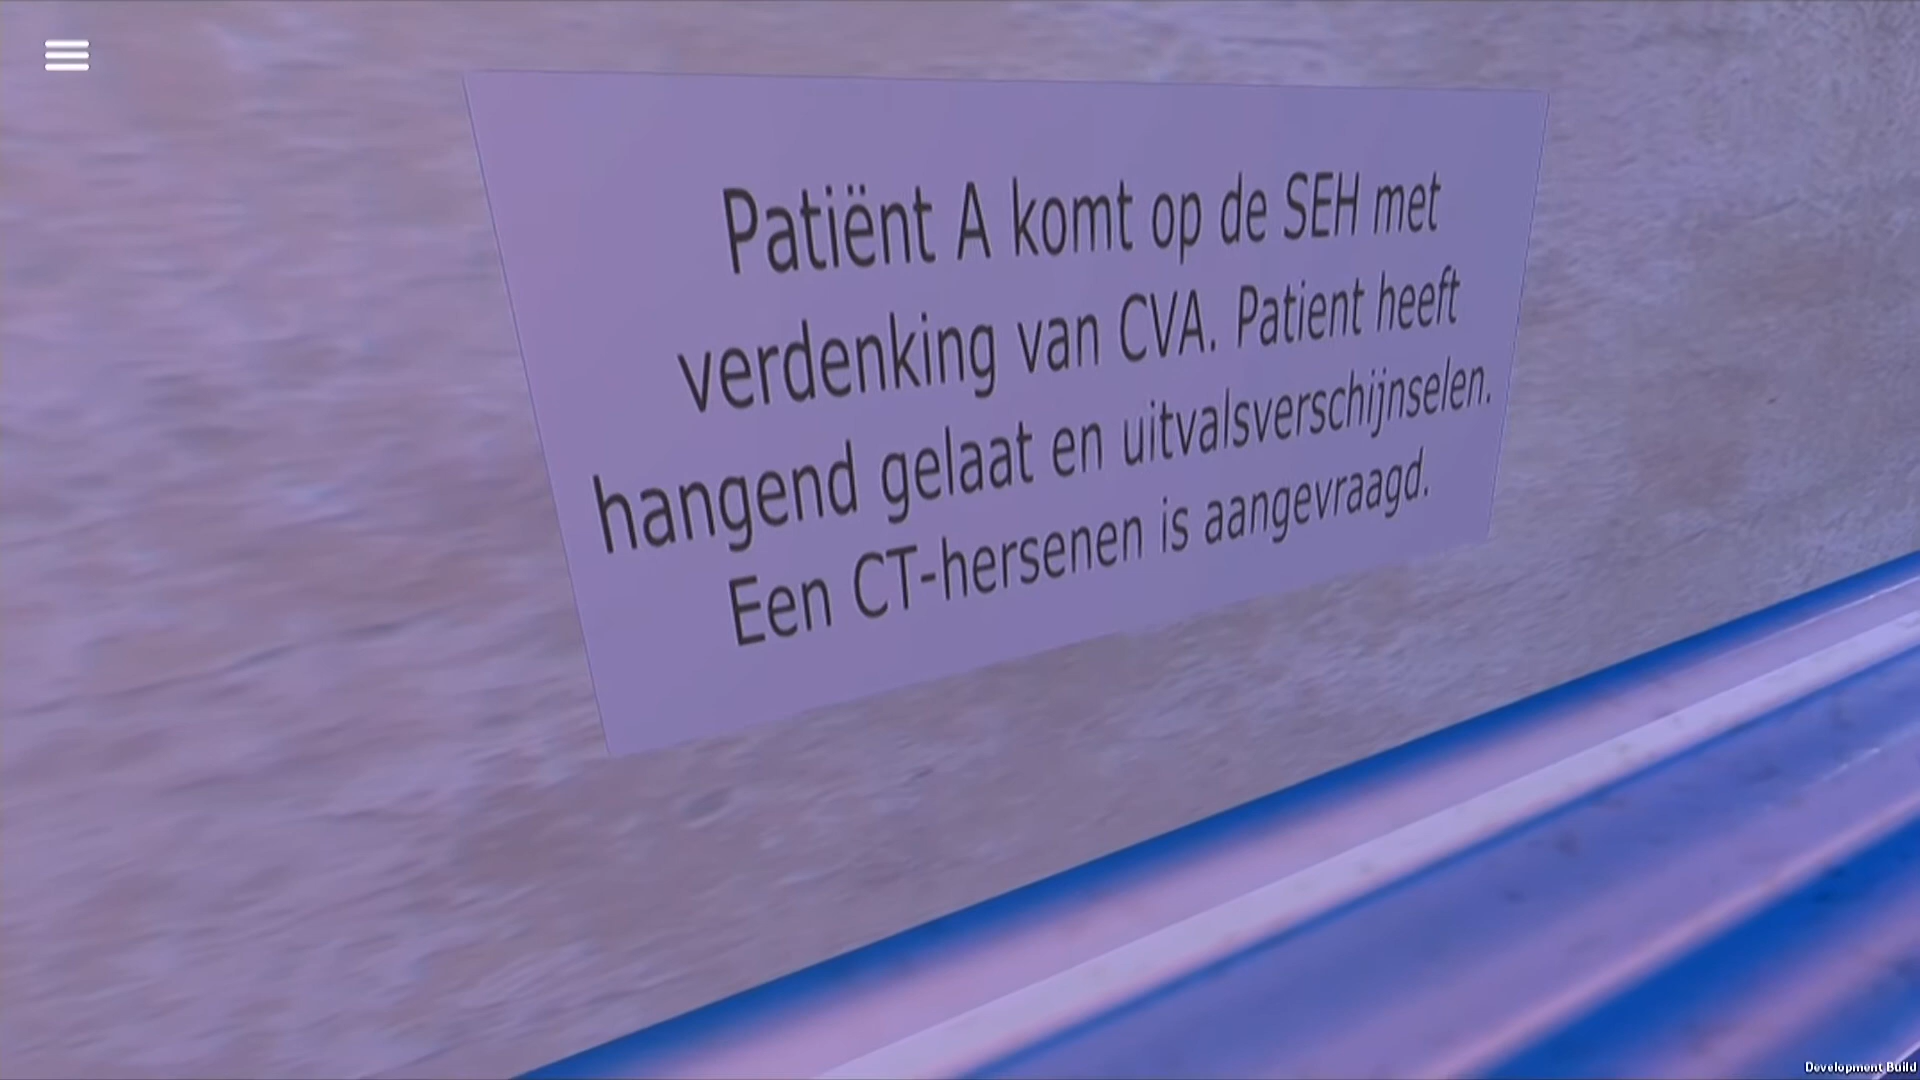 Patiënt A komt op de SEH met
verdenking van CVA. Patient heeft
hangend gelaat en uitvalsverschijnselen.
Een CT-hersenen is aangevraagd.
Development Build